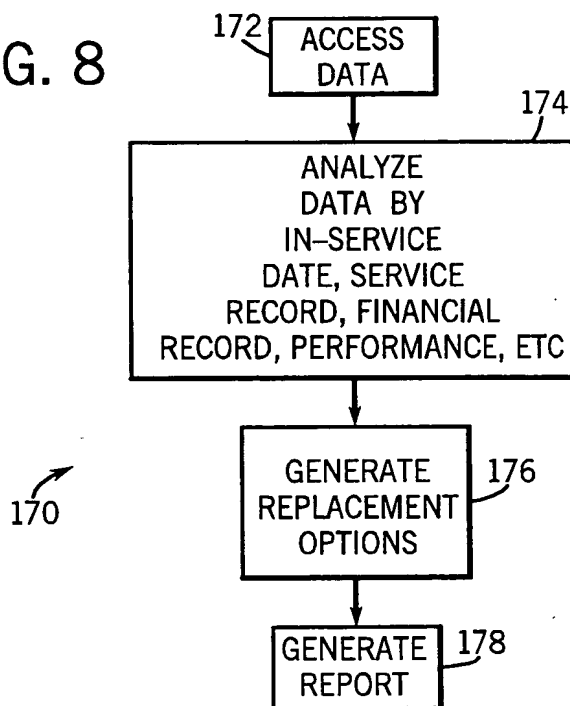 G. 8
172
ACCESS
DATA
174
ANALYZE
DATA BY
IN-SERVICE
DATE, SERVICE
RECORD, FINANCIAL
RECORD, PERFORMANCE, ETC
170
GENERATE
REPLACEMENT
OPTIONS
176
GENERATE
REPORT
178